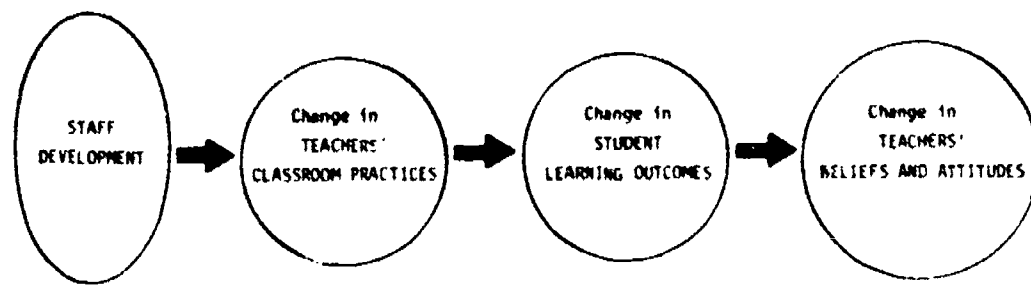 STAFF
DEVELOPMENT
Change in
TEACHERS'
CLASSROOM PRACTICES
Change in
STUDENT
LEARNING OUTCOMES
Change in
TEACHERS'
BELIEFS AND ATTITUDES